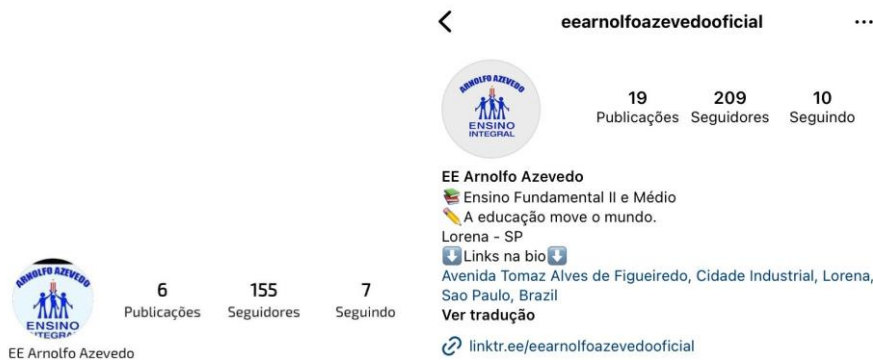 ARNOLFO AZEVEDO
ENSINO
INTEGRAL
6 155 7
Publicações Seguidores Seguindo
EE Arnolfo Azevedo
eearnolfoazevedooficial
ARNOLFO AZEVEDO
ENSINO
INTEGRAL
19 209 10
Publicações Seguidores Seguindo
EE Arnolfo Azevedo
📚Ensino Fundamental II e Médio
✏️A educação move o mundo.
Lorena - SP
⬇️Links na bio⬇️
Avenida Tomaz Alves de Figueiredo, Cidade Industrial, Lorena,
Sao Paulo, Brazil
Ver tradução
linktr.ee/eearnolfoazevedooficial